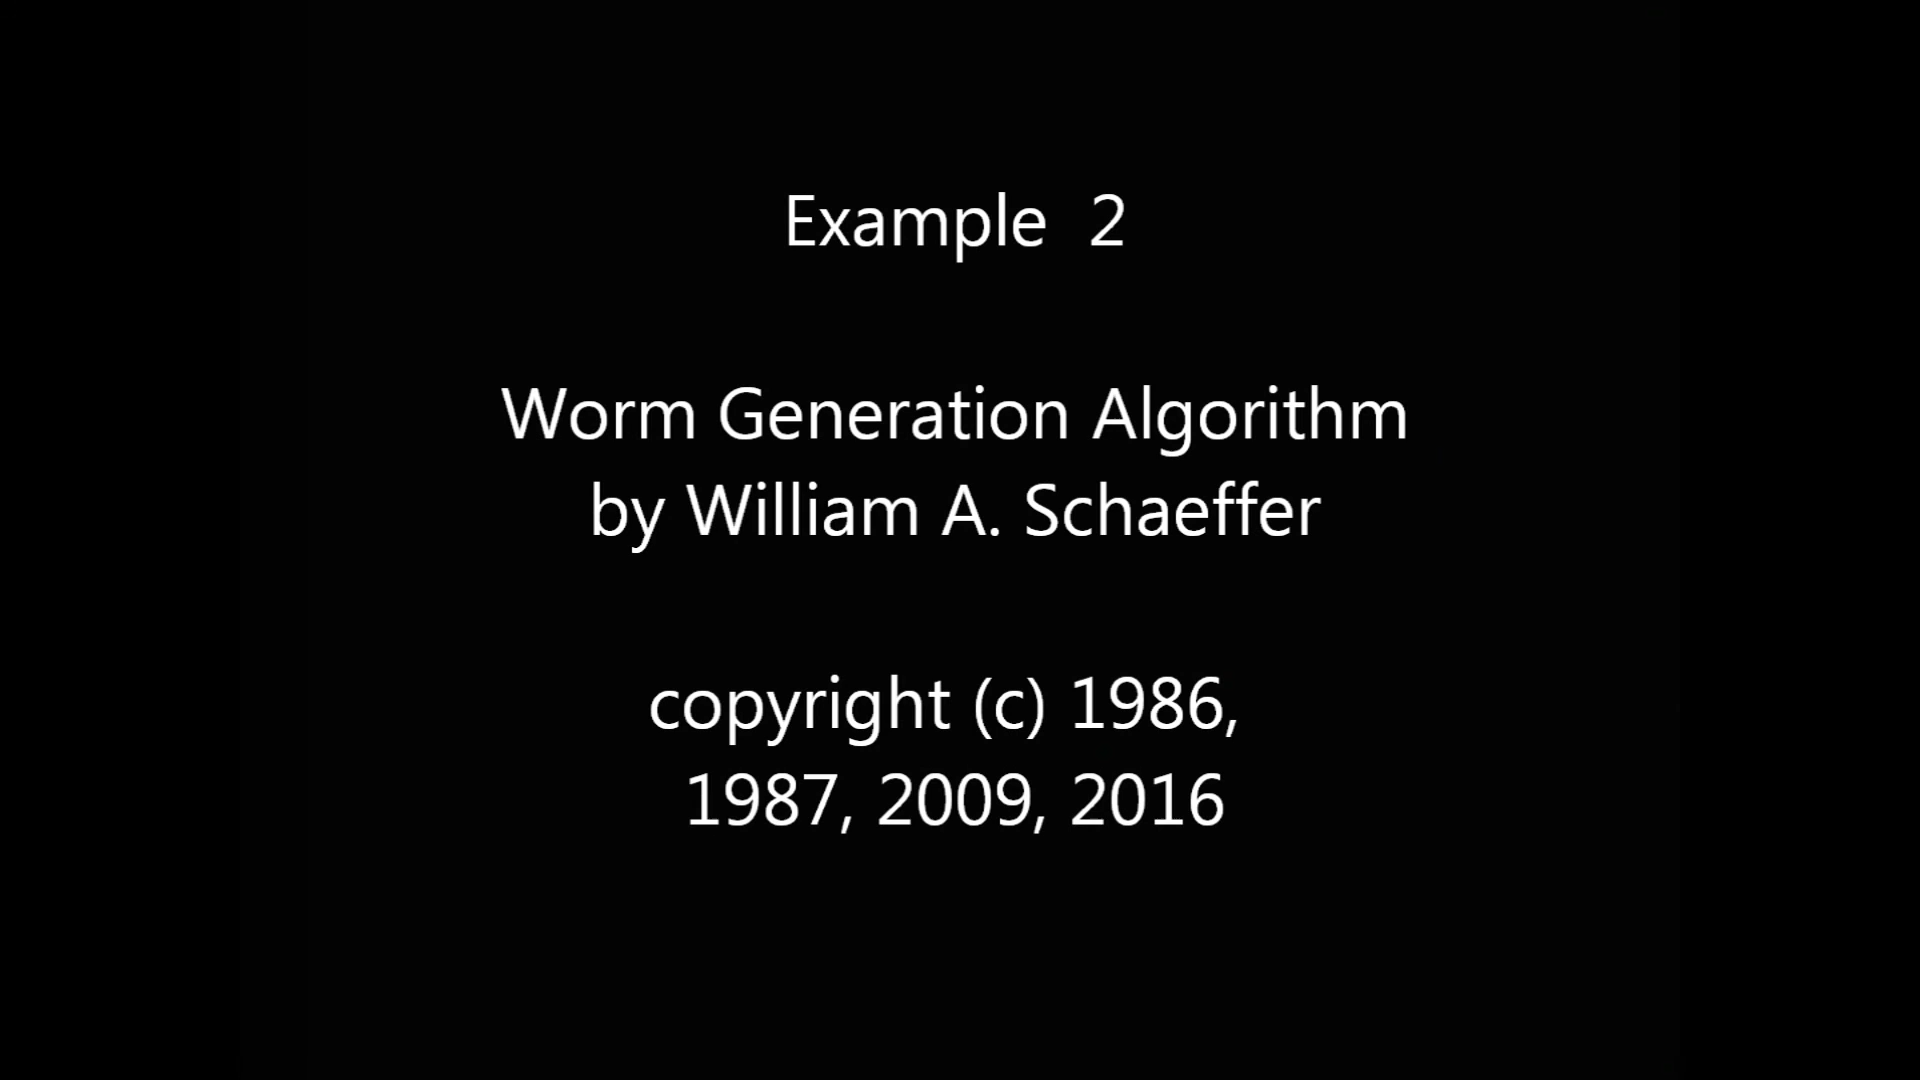 Example  2
Worm Generation Algorithm
by William A. Schaeffer
copyright (c) 1986,
1987, 2009, 2016